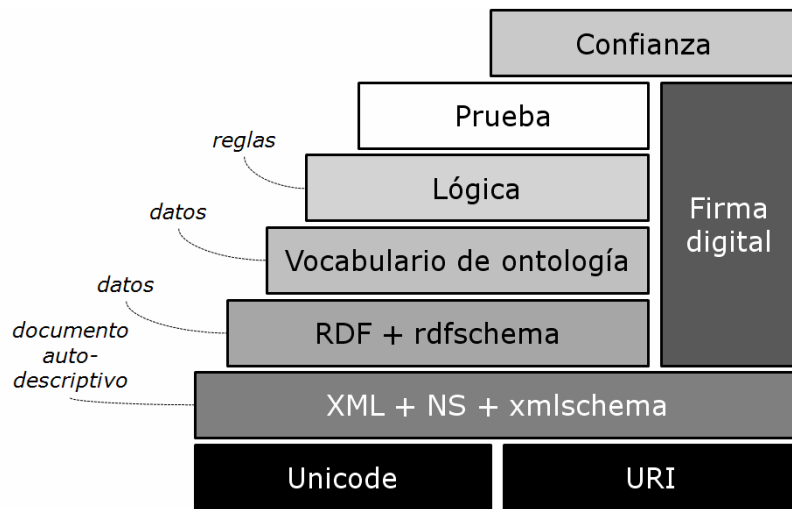 Confianza
Prueba
reglas
Lógica
Firma
digital
datos
Vocabulario de ontología
datos
RDF + rdfschema
documento
auto-
descriptivo
XML + NS + xmlschema
Unicode
URI